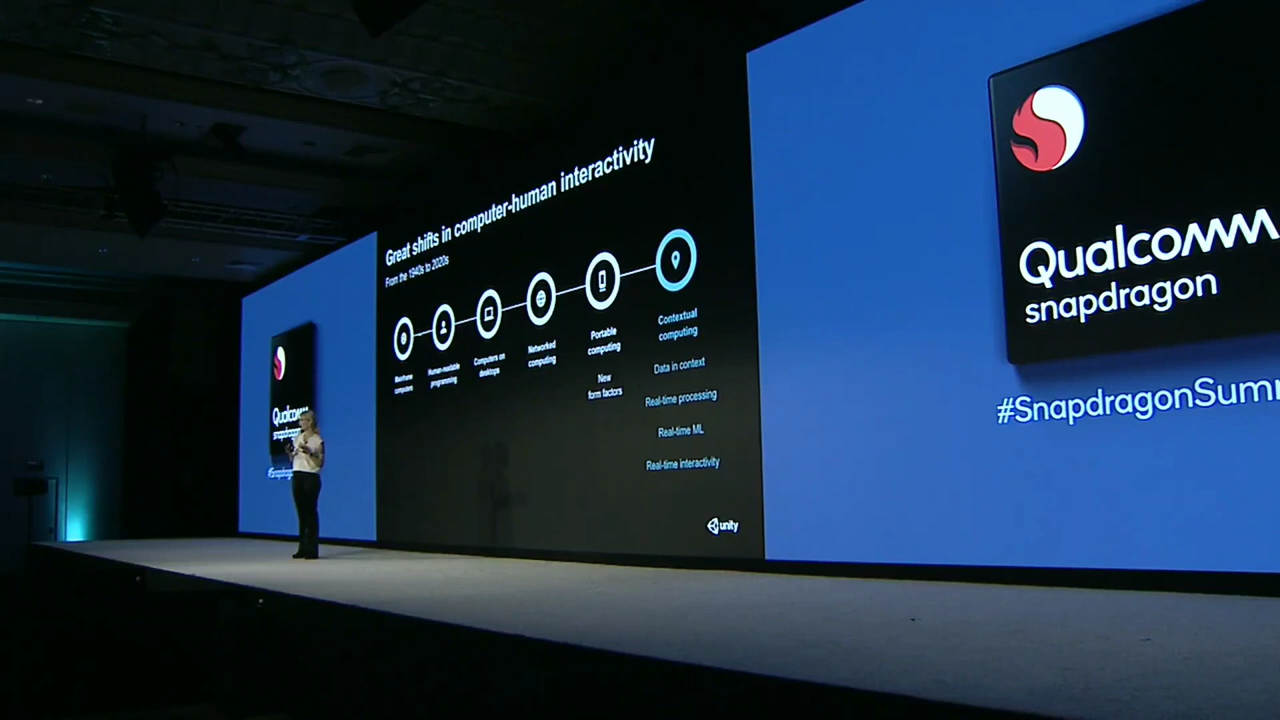 Great shifts in computer-human interactivity
From the 1940s to 2020s
Mainframe
computers
Human-readable
programming
Computers on
desktops
Networked
computing
Portable
computing
New
form factors
Contextual
computing
Data in context
Real-time processing
Real-time ML
Real-time interactivity
unity
Qualcomm
snapdragon
#SnapdragonSum
Qualcomm